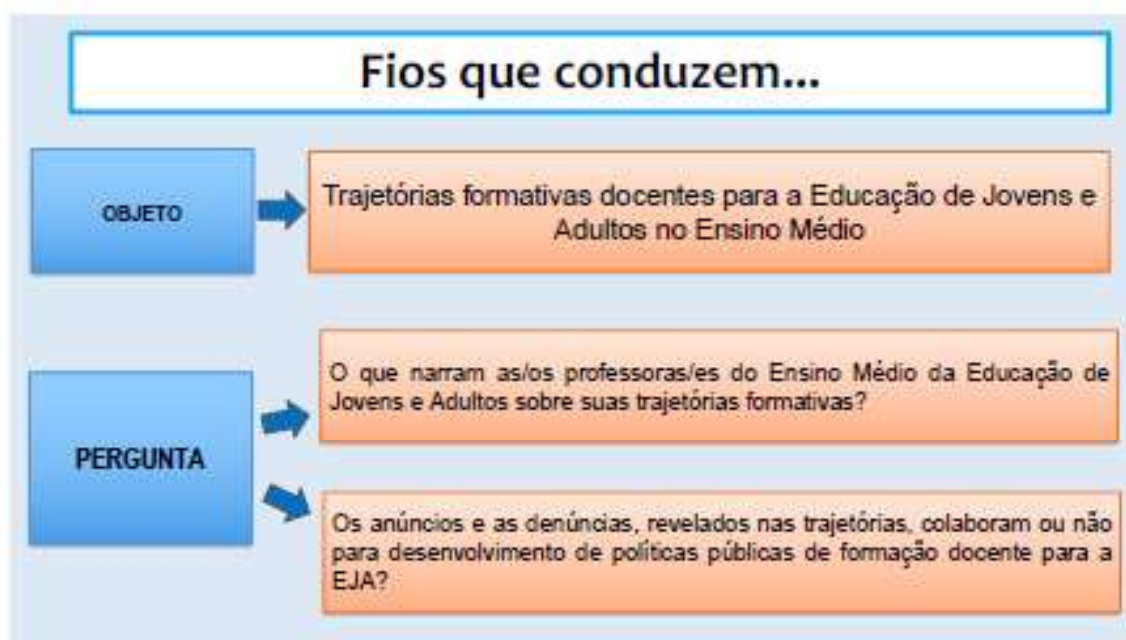 Fios que conduzem...
OBJETO
Trajetórias formativas docentes para a Educação de Jovens e
Adultos no Ensino Médio
PERGUNTA
O que narram as/os professoras/es do Ensino Médio da Educação de
Jovens e Adultos sobre suas trajetórias formativas?
Os anúncios e as denúncias, revelados nas trajetórias, colaboram ou não
para desenvolvimento de políticas públicas de formação docente para a
EJA?